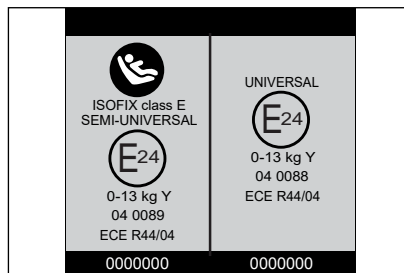 ISOFIX class E
SEMI-UNIVERSAL
E24
0-13 kg Y
04 0089
ECE R44/04
0000000
UNIVERSAL
E24
0-13 kg Y
04 0088
ECE R44/04
0000000